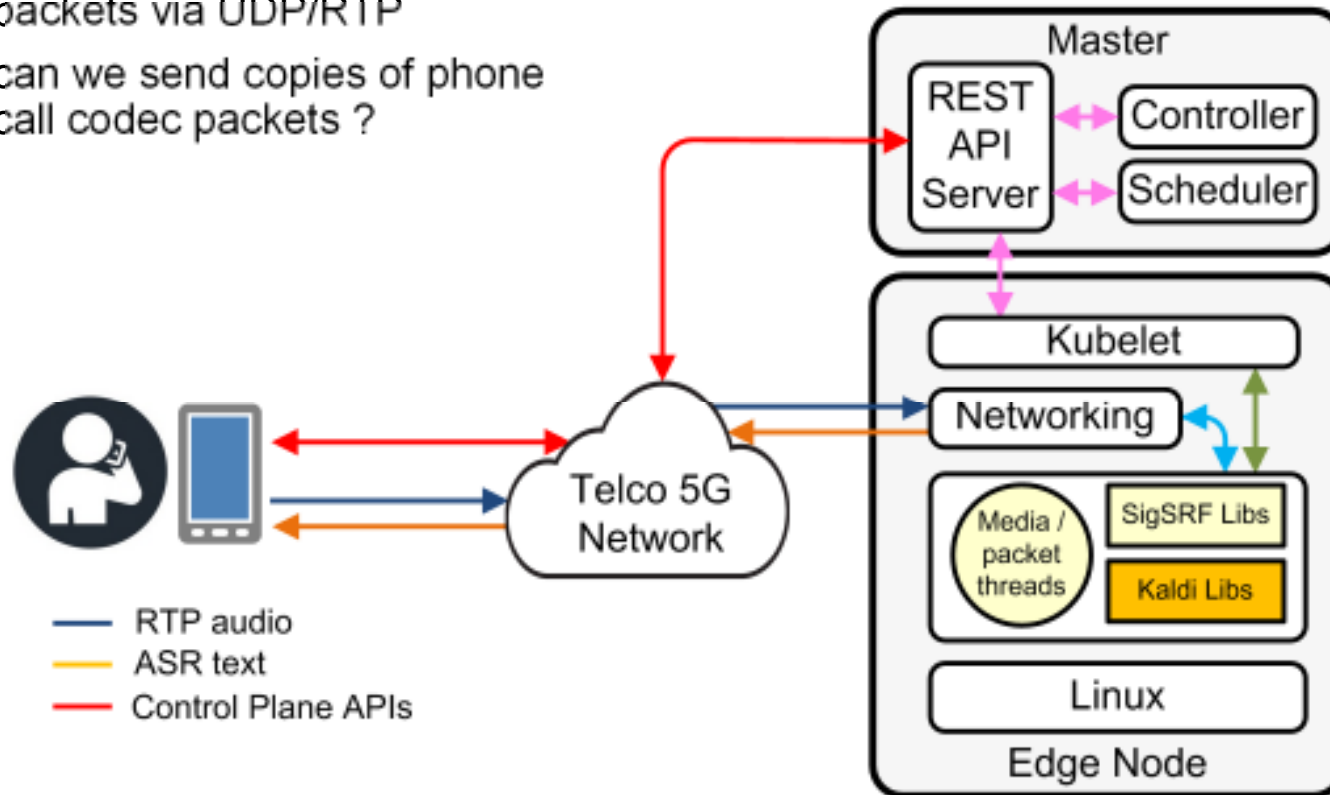 packets via UDP/RTP
can we send copies of phone
call codec packets ?
Master
REST
API
Server
Controller
Scheduler
Kubelet
Networking
Telco 5G
Network
Media /
packet
threads
SigSRF Libs
Kaldi Libs
Linux
Edge Node
RTP audio
ASR text
Control Plane APIs